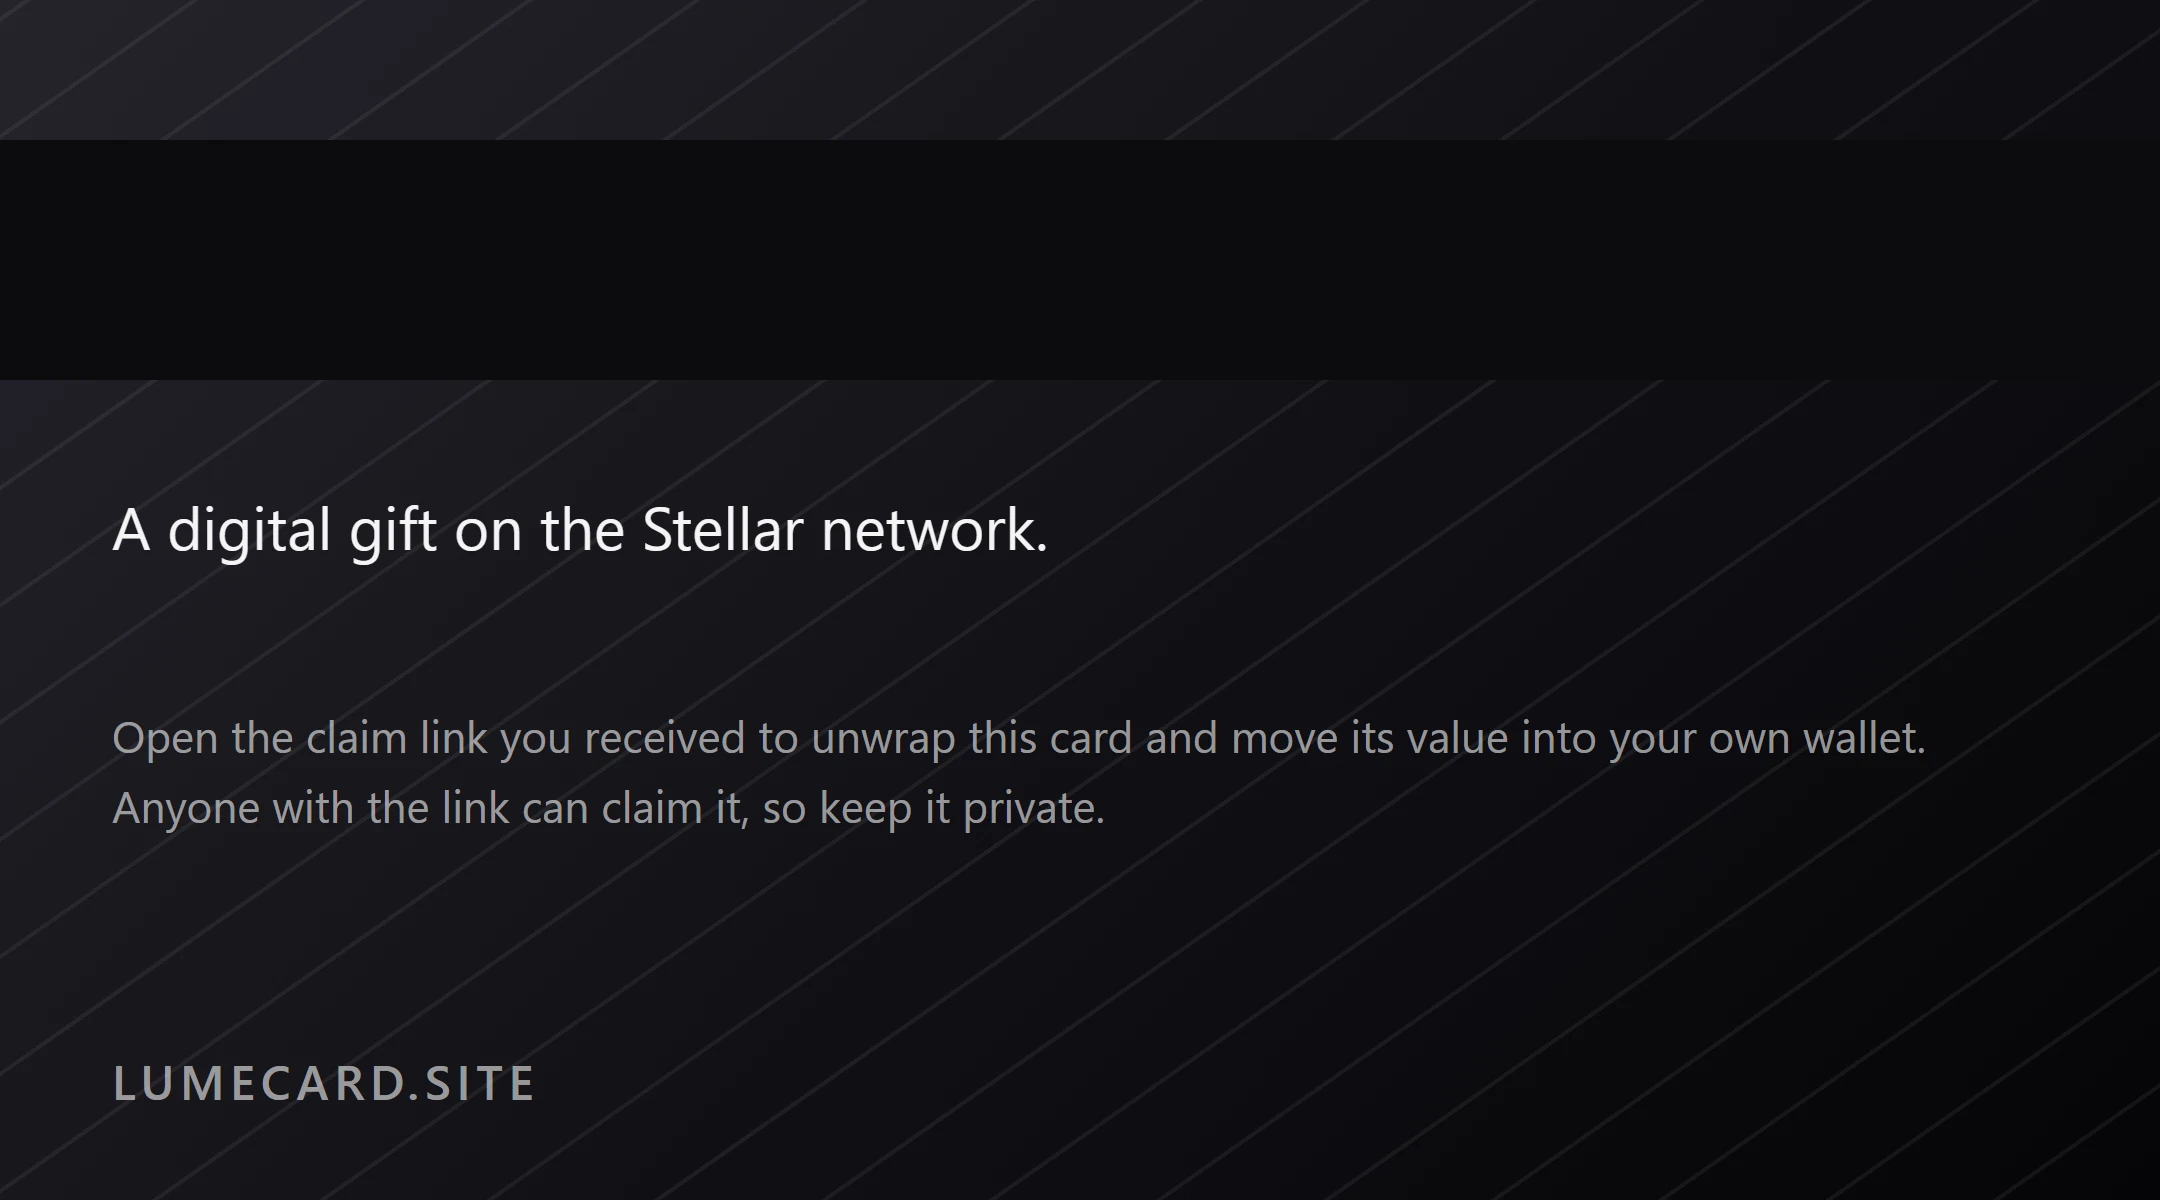 A digital gift on the Stellar network.
Open the claim link you received to unwrap this card and move its value into your own wallet.
Anyone with the link can claim it, so keep it private.
LUMECARD.SITE